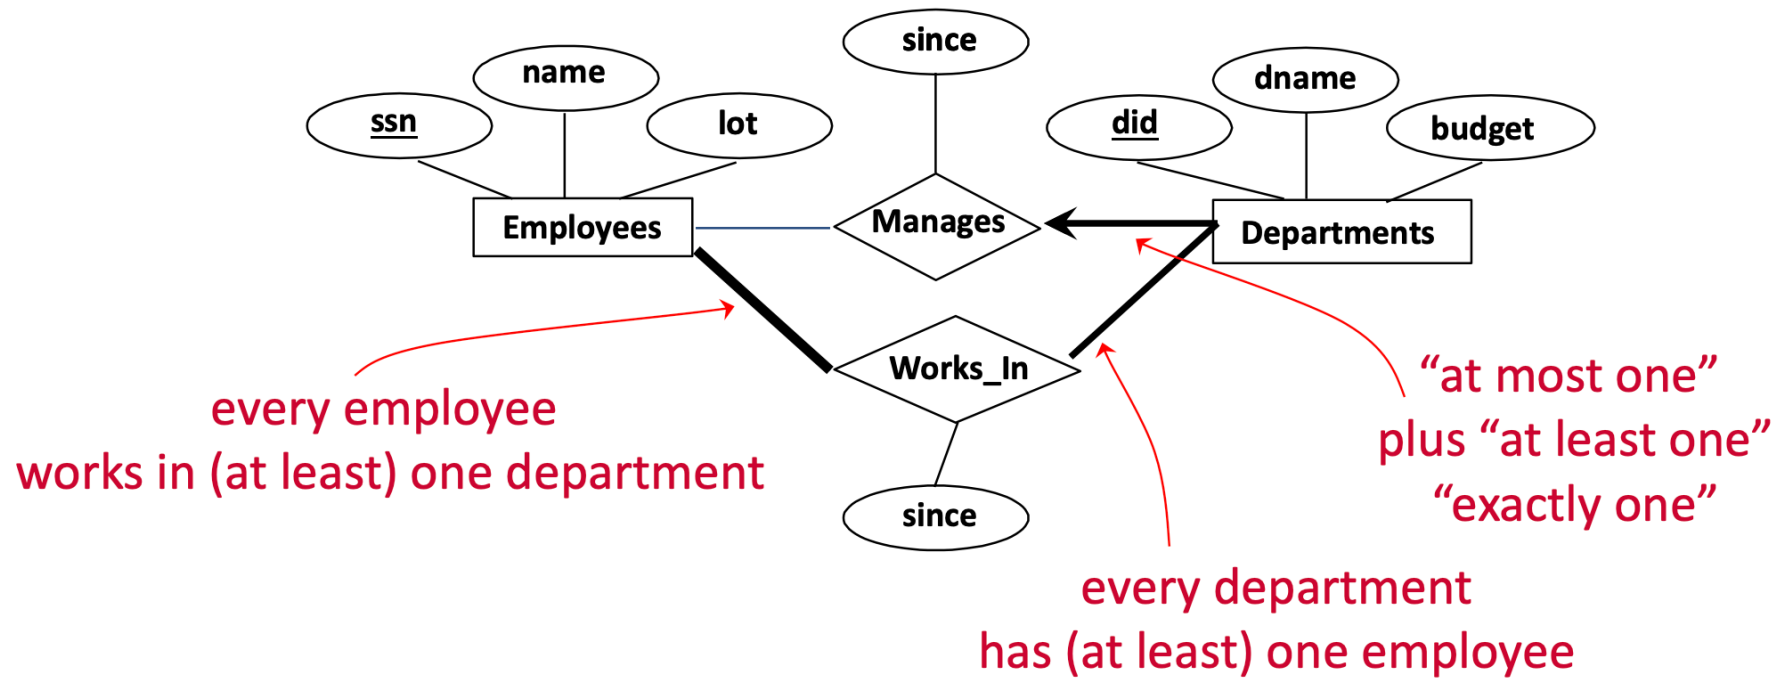 since
name
dname
ssn
lot
did
budget
Employees
Manages
Departments
Works_In
since
every employee
works in (at least) one department
“at most one”
plus “at least one”
“exactly one”
every department
has (at least) one employee